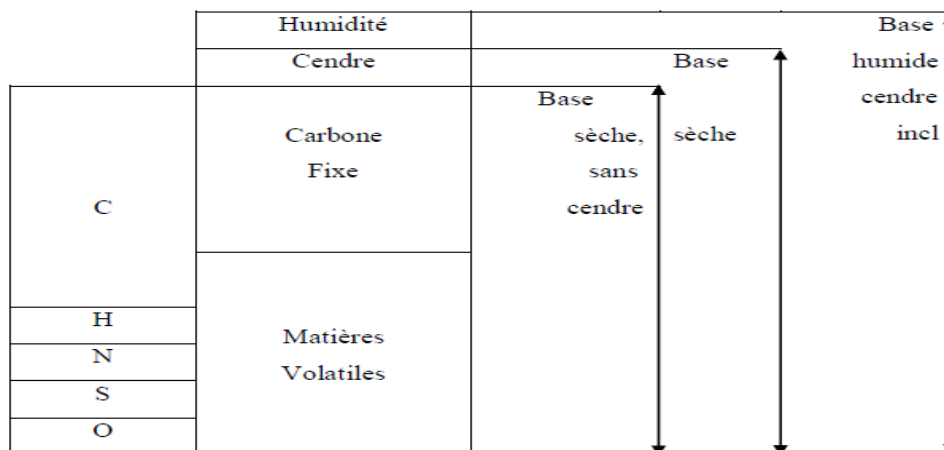 Humidité
Cendre
C
H
N
S
O
Carbone
Fixe
Matières
Volatiles
Base
sèche,
sans
cendre
Base
sèche
Base
humide
cendre
incl